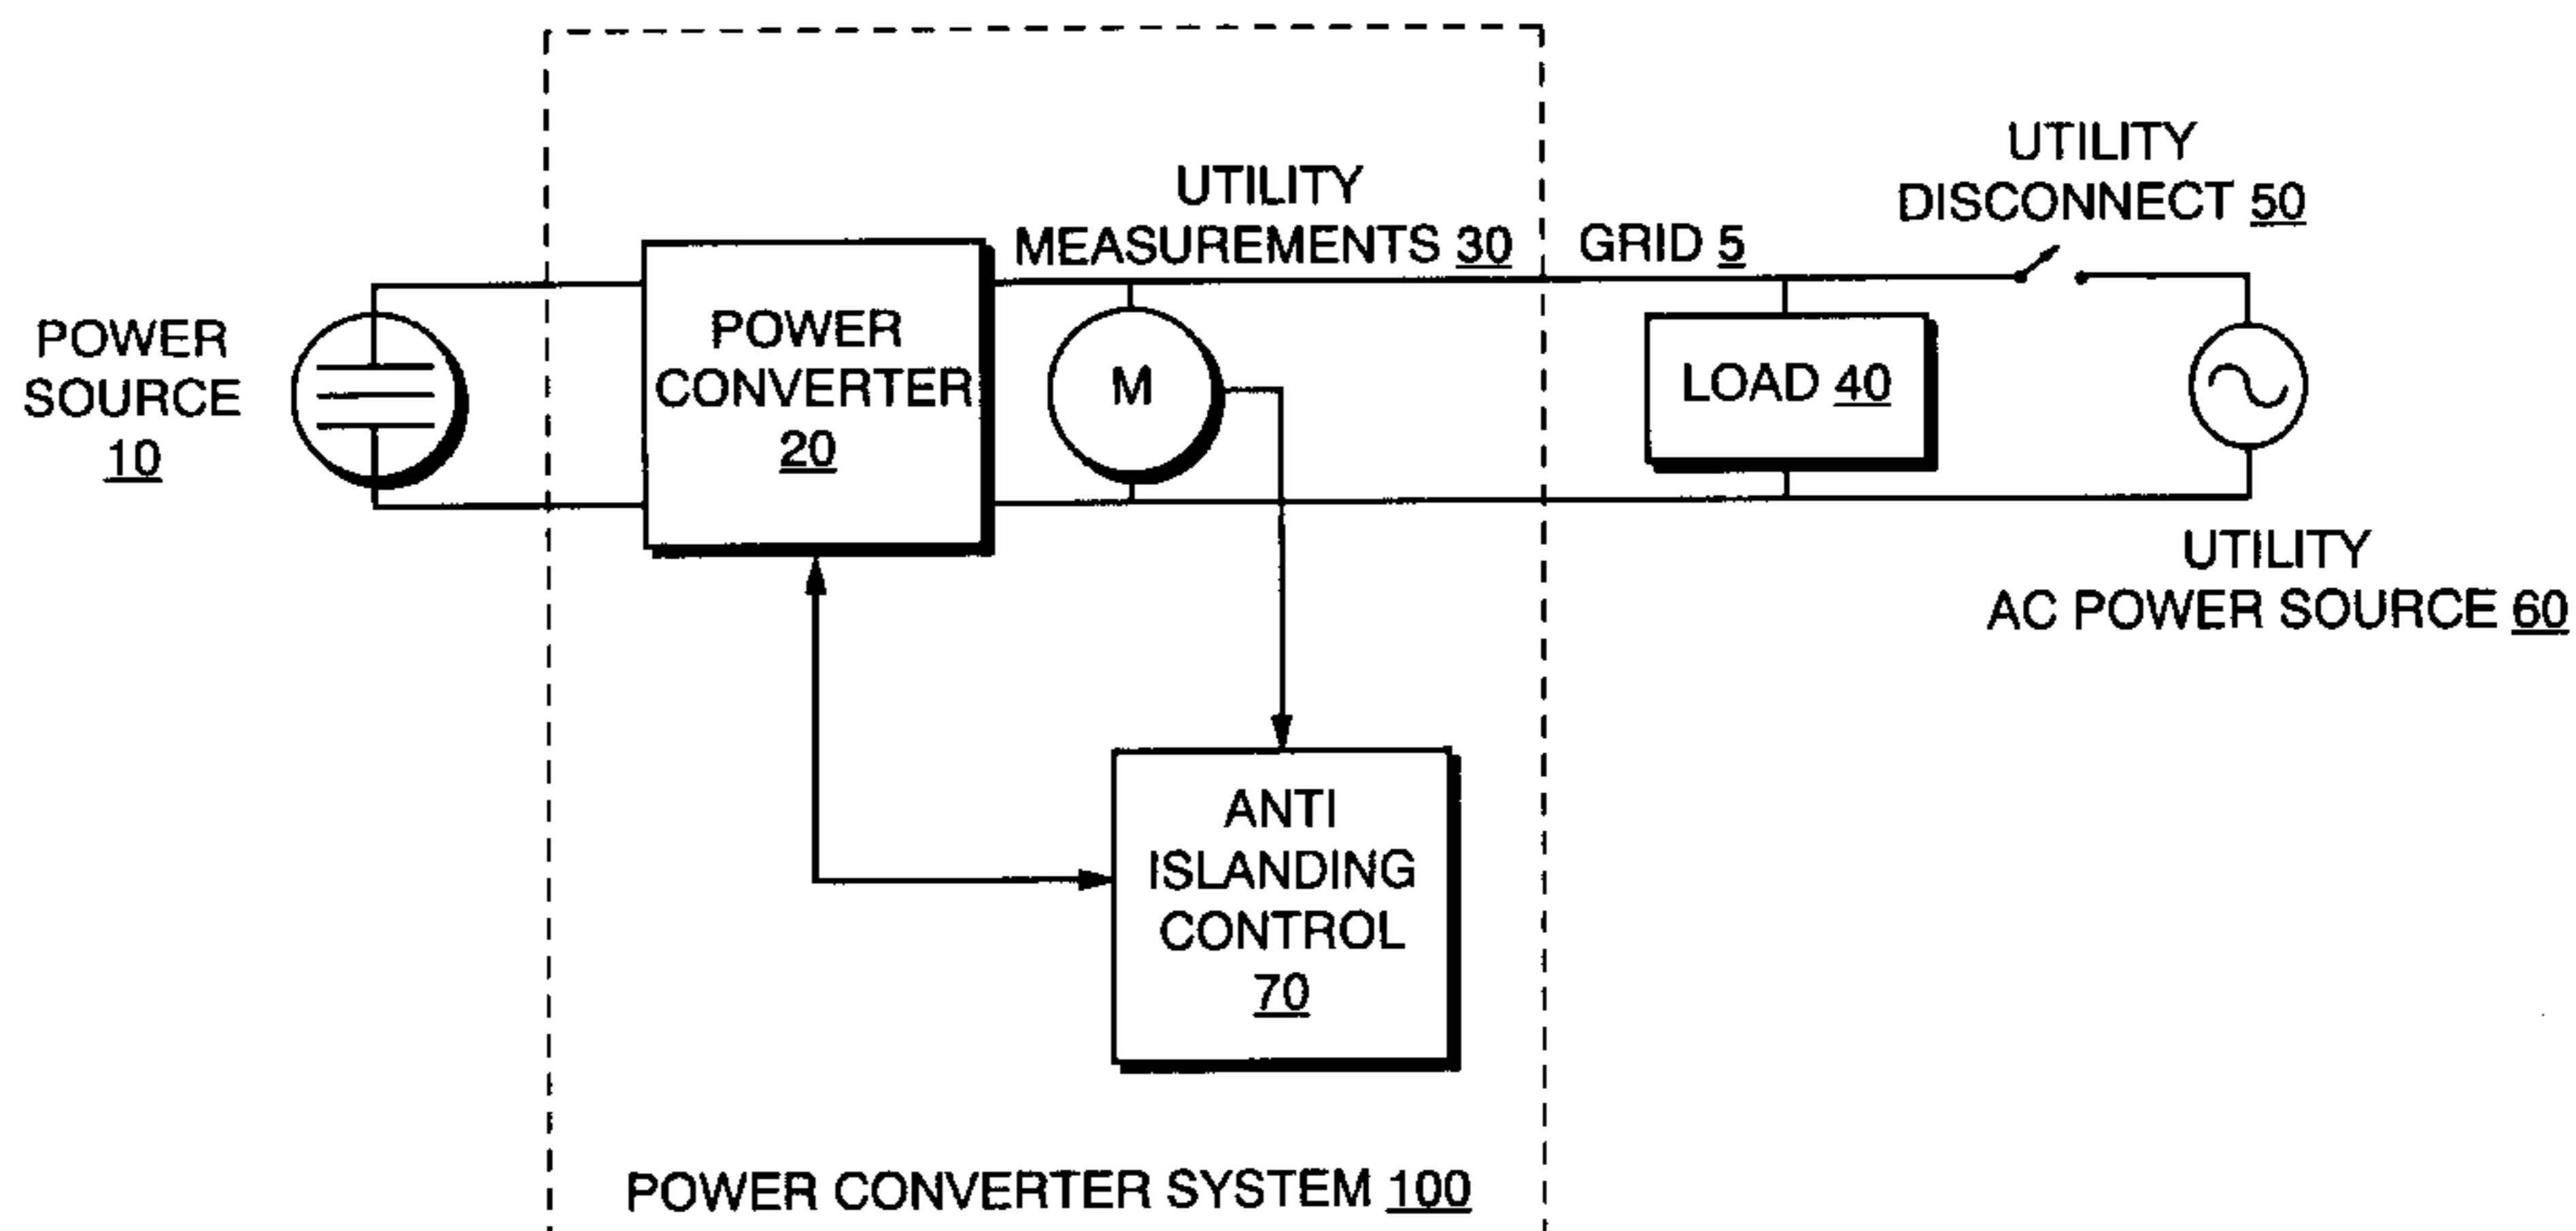 POWER
SOURCE
10
POWER
CONVERTER
20
UTILITY
MEASUREMENTS 30
M
GRID 5
LOAD 40
UTILITY
DISCONNECT 50
UTILITY
AC POWER SOURCE 60
ANTI
ISLANDING
CONTROL
70
POWER CONVERTER SYSTEM 100